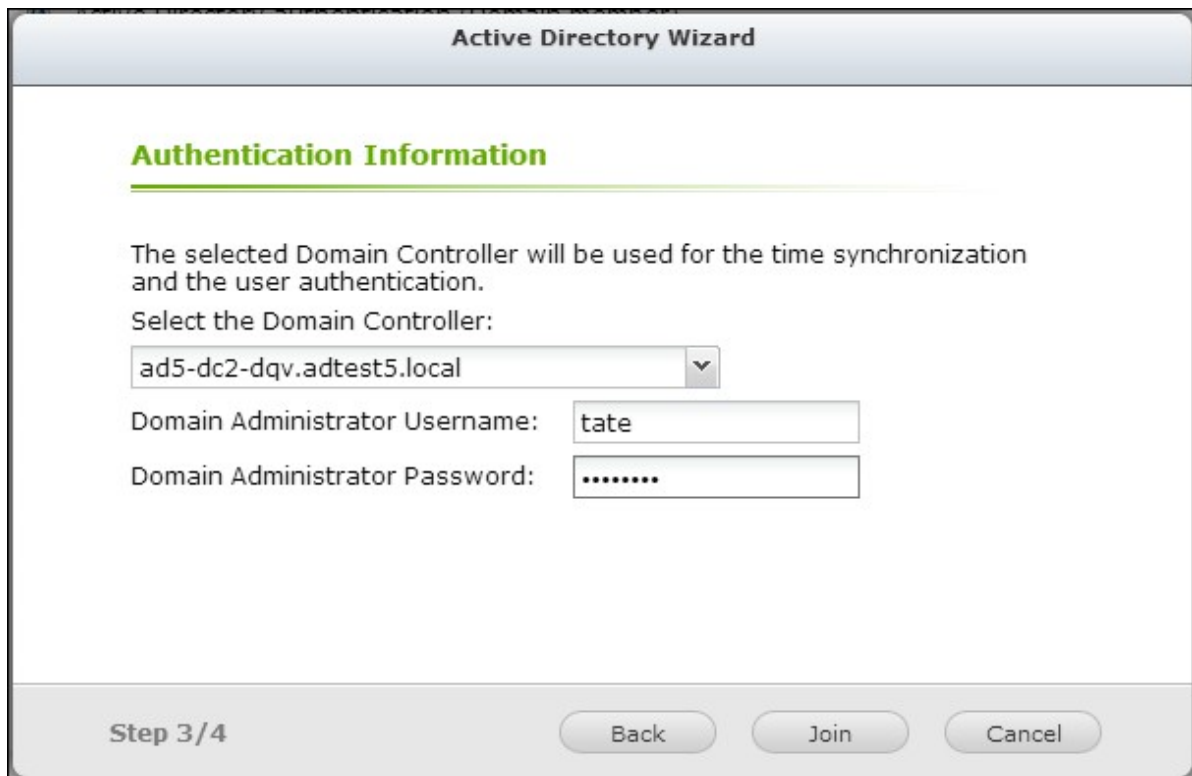 Active Directory Wizard
Authentication Information
The selected Domain Controller will be used for the time synchronization
and the user authentication.
Select the Domain Controller:
ad5-dc2-dqv.adtest5.local
Domain Administrator Username: tate
Domain Administrator Password: ••••••••
Step 3/4 Back Join Cancel